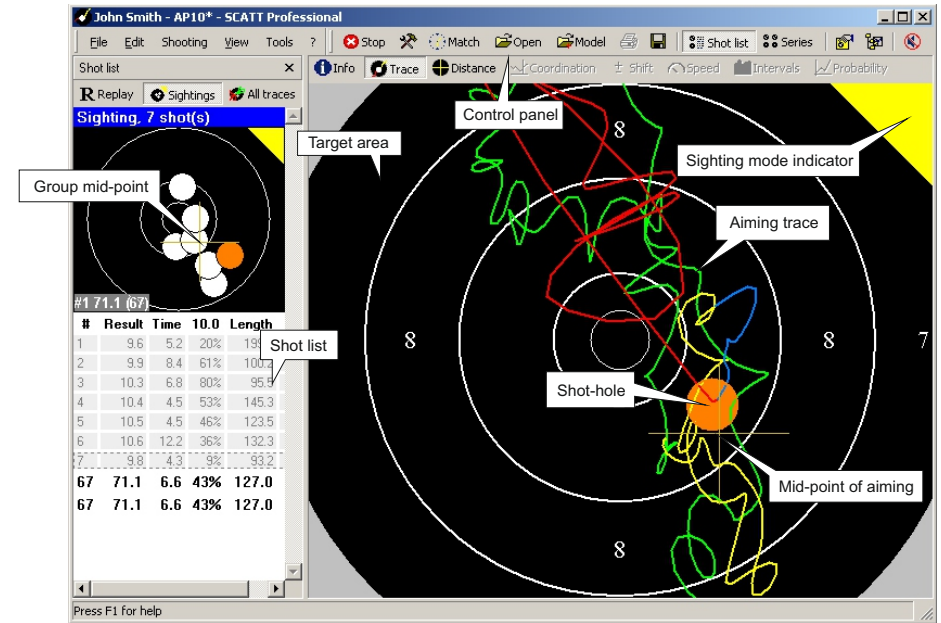 John Smith - AP10* - SCATT Professional
File Edit Shooting View Tools ? Stop Match Open Model Shot list Series
Shot list × Info Trace Distance Coordination ± Shift Speed Intervals Probability
R Replay Sightings All traces
Sighting, 7 shot(s)
Control panel
Target area
8
Sighting mode indicator
Group mid-point
Aiming trace
#1 71.1 (67)
# Result Time 10.0 Length
1 9.6 5.2 20% 199
2 9.9 8.4 61% 100.2
3 10.3 6.8 80% 95.5
4 10.4 4.5 53% 145.3
5 10.5 4.5 46% 123.5
6 10.6 12.2 36% 132.3
7 9.8 4.3 9% 93.2
67 71.1 6.6 43% 127.0
67 71.1 6.6 43% 127.0
Shot list
8 8 7
Shot-hole
Mid-point of aiming
8
Press F1 for help